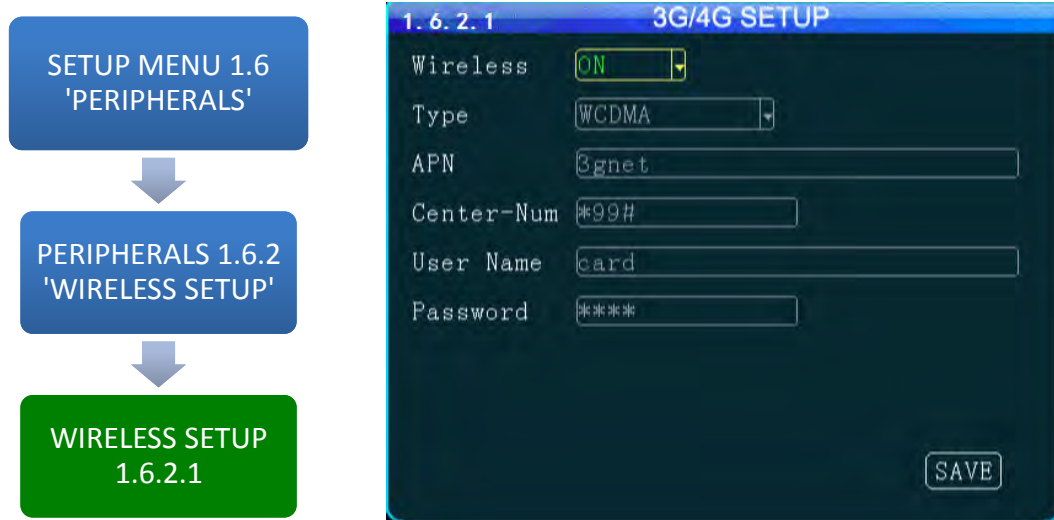 SETUP MENU 1.6
'PERIPHERALS'
PERIPHERALS 1.6.2
'WIRELESS SETUP'
WIRELESS SETUP
1.6.2.1
1.6.2.1 3G/4G SETUP
Wireless ON
Type WCDMA
APN 3gnet
Center-Num *99#
User Name card
Password ****
SAVE